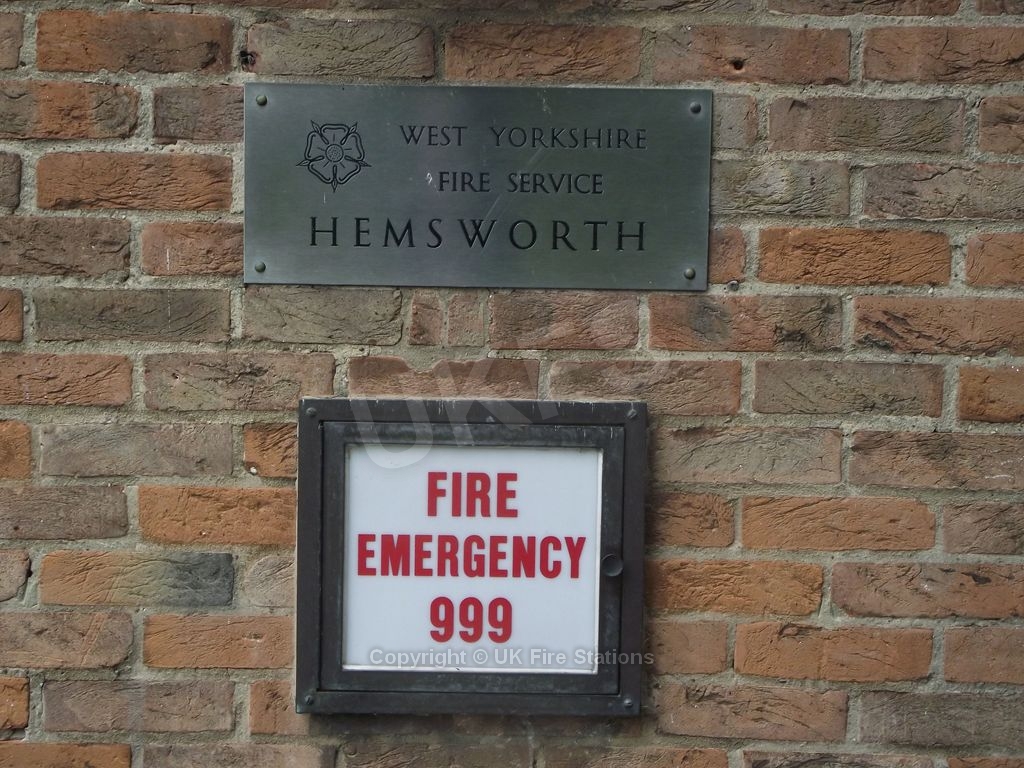 WEST YORKSHIRE
FIRE SERVICE
HEMSWORTH
FIRE
EMERGENCY
999
Copyright © UK Fire Stations